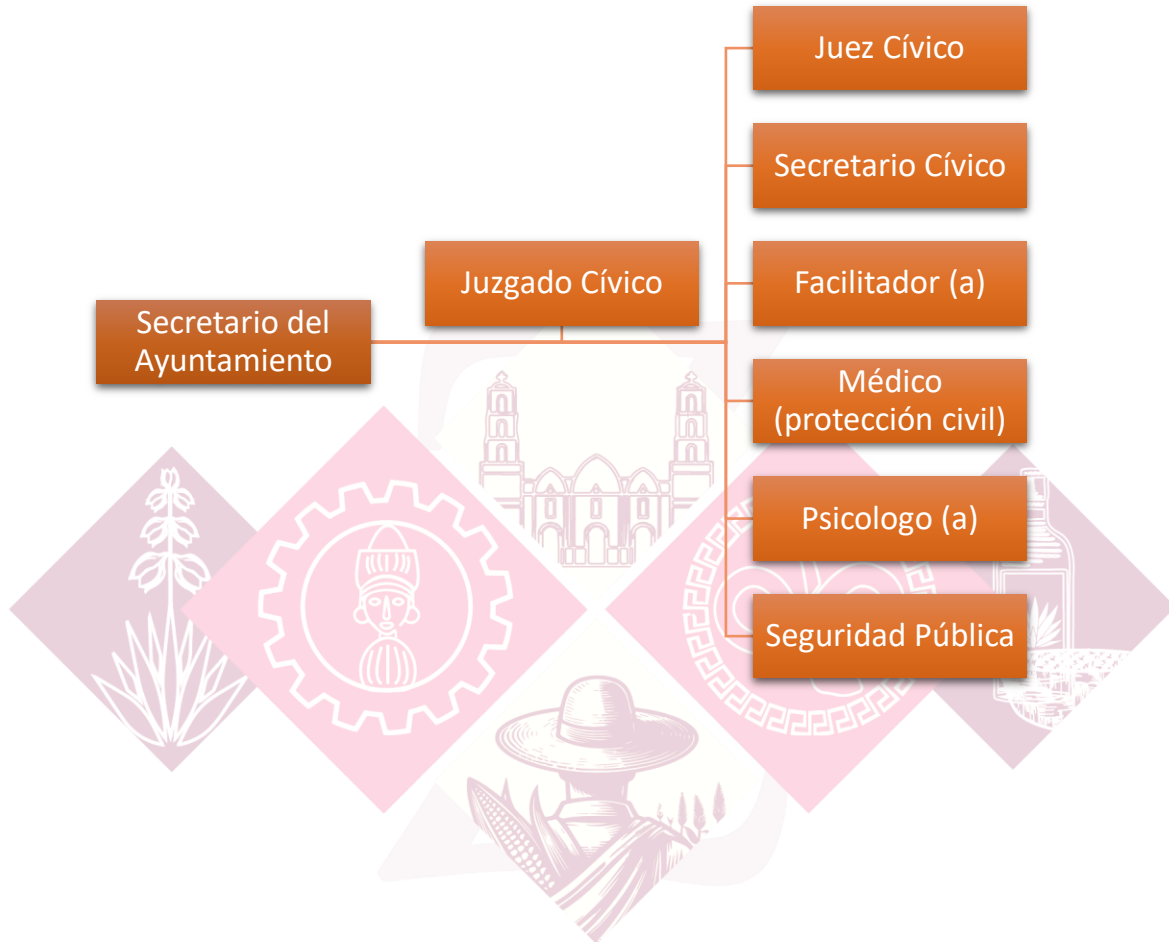 Juez Cívico
Secretario Cívico
Juzgado Cívico
Facilitador (a)
Secretario del
Ayuntamiento
Médico
(protección civil)
Psicologo (a)
Seguridad Pública